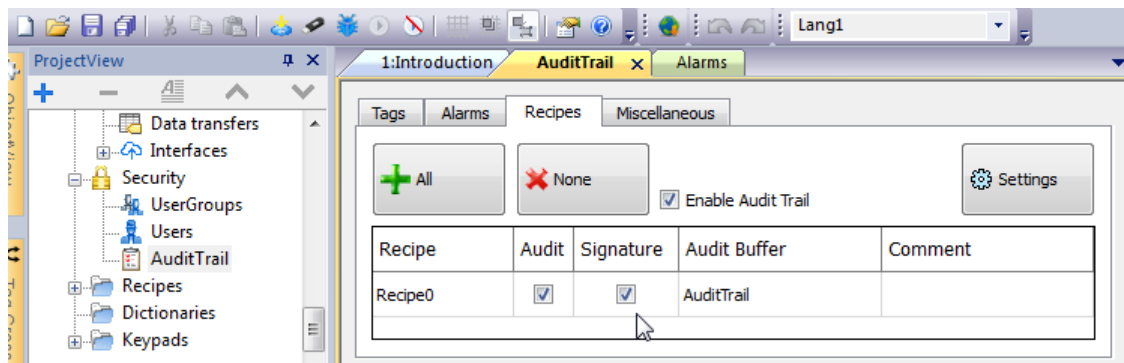 Lang1
ProjectView
Data transfers
Interfaces
Security
UserGroups
Users
AuditTrail
Recipes
Dictionaries
Keypads
1:Introduction AuditTrail x Alarms
Tags Alarms Recipes Miscellaneous
All None Enable Audit Trail Settings
Recipe Audit Signature Audit Buffer Comment
Recipe0 AuditTrail